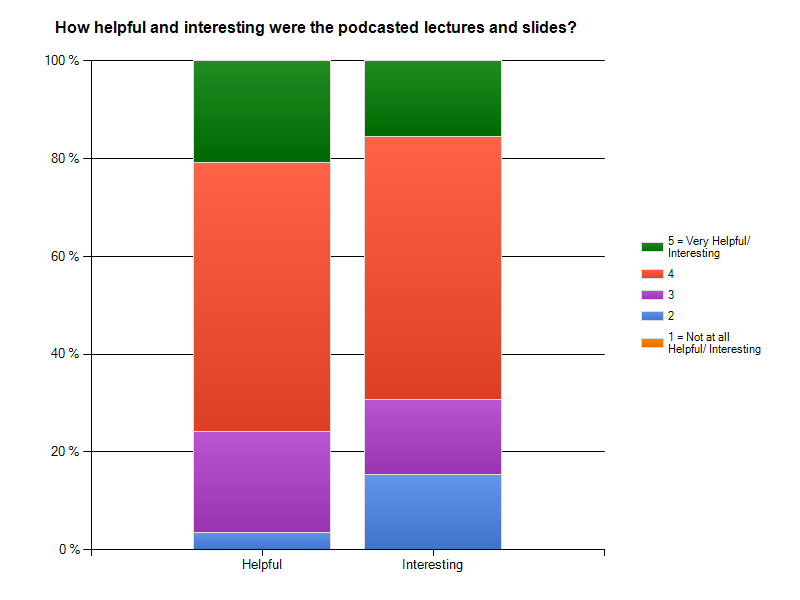 How helpful and interesting were the podcasted lectures and slides?
100 %
80 %
60 %
40 %
20 %
0 %
Helpful
Interesting
5 = Very Helpful/
Interesting
4
3
2
1 = Not at all
Helpful/ Interesting